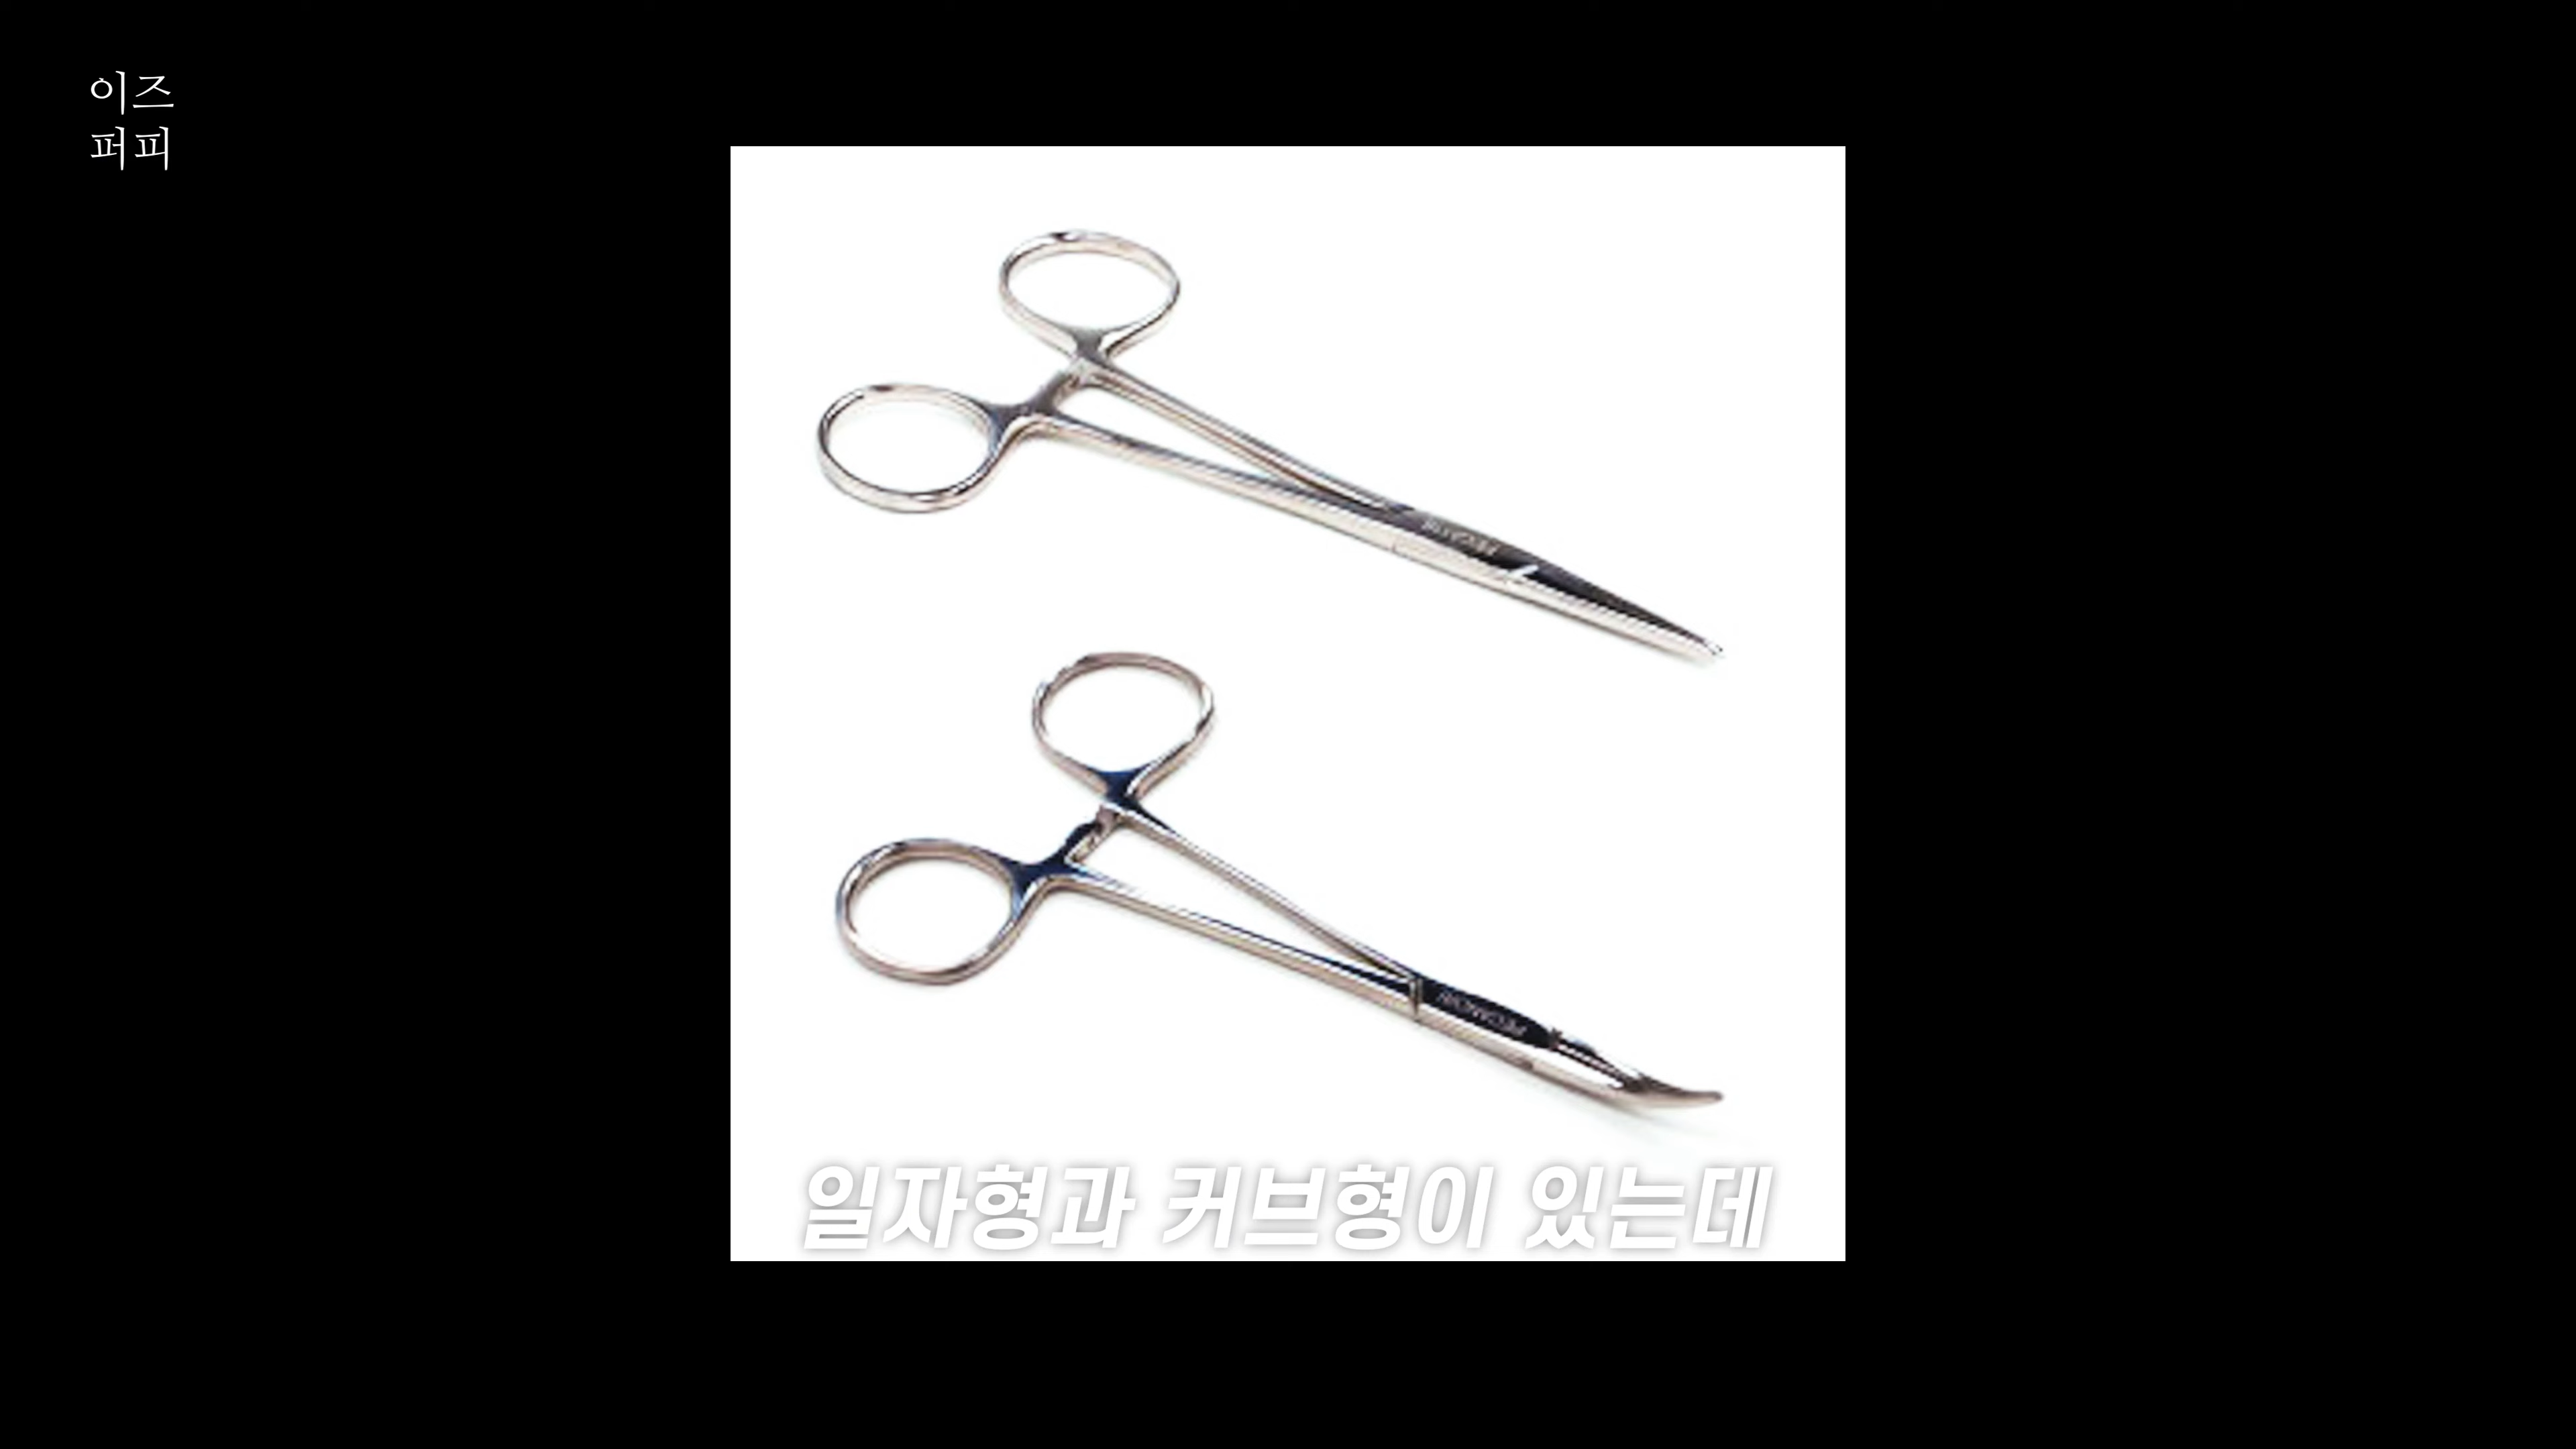 이즈
퍼피
일자형과 커브형이 있는데